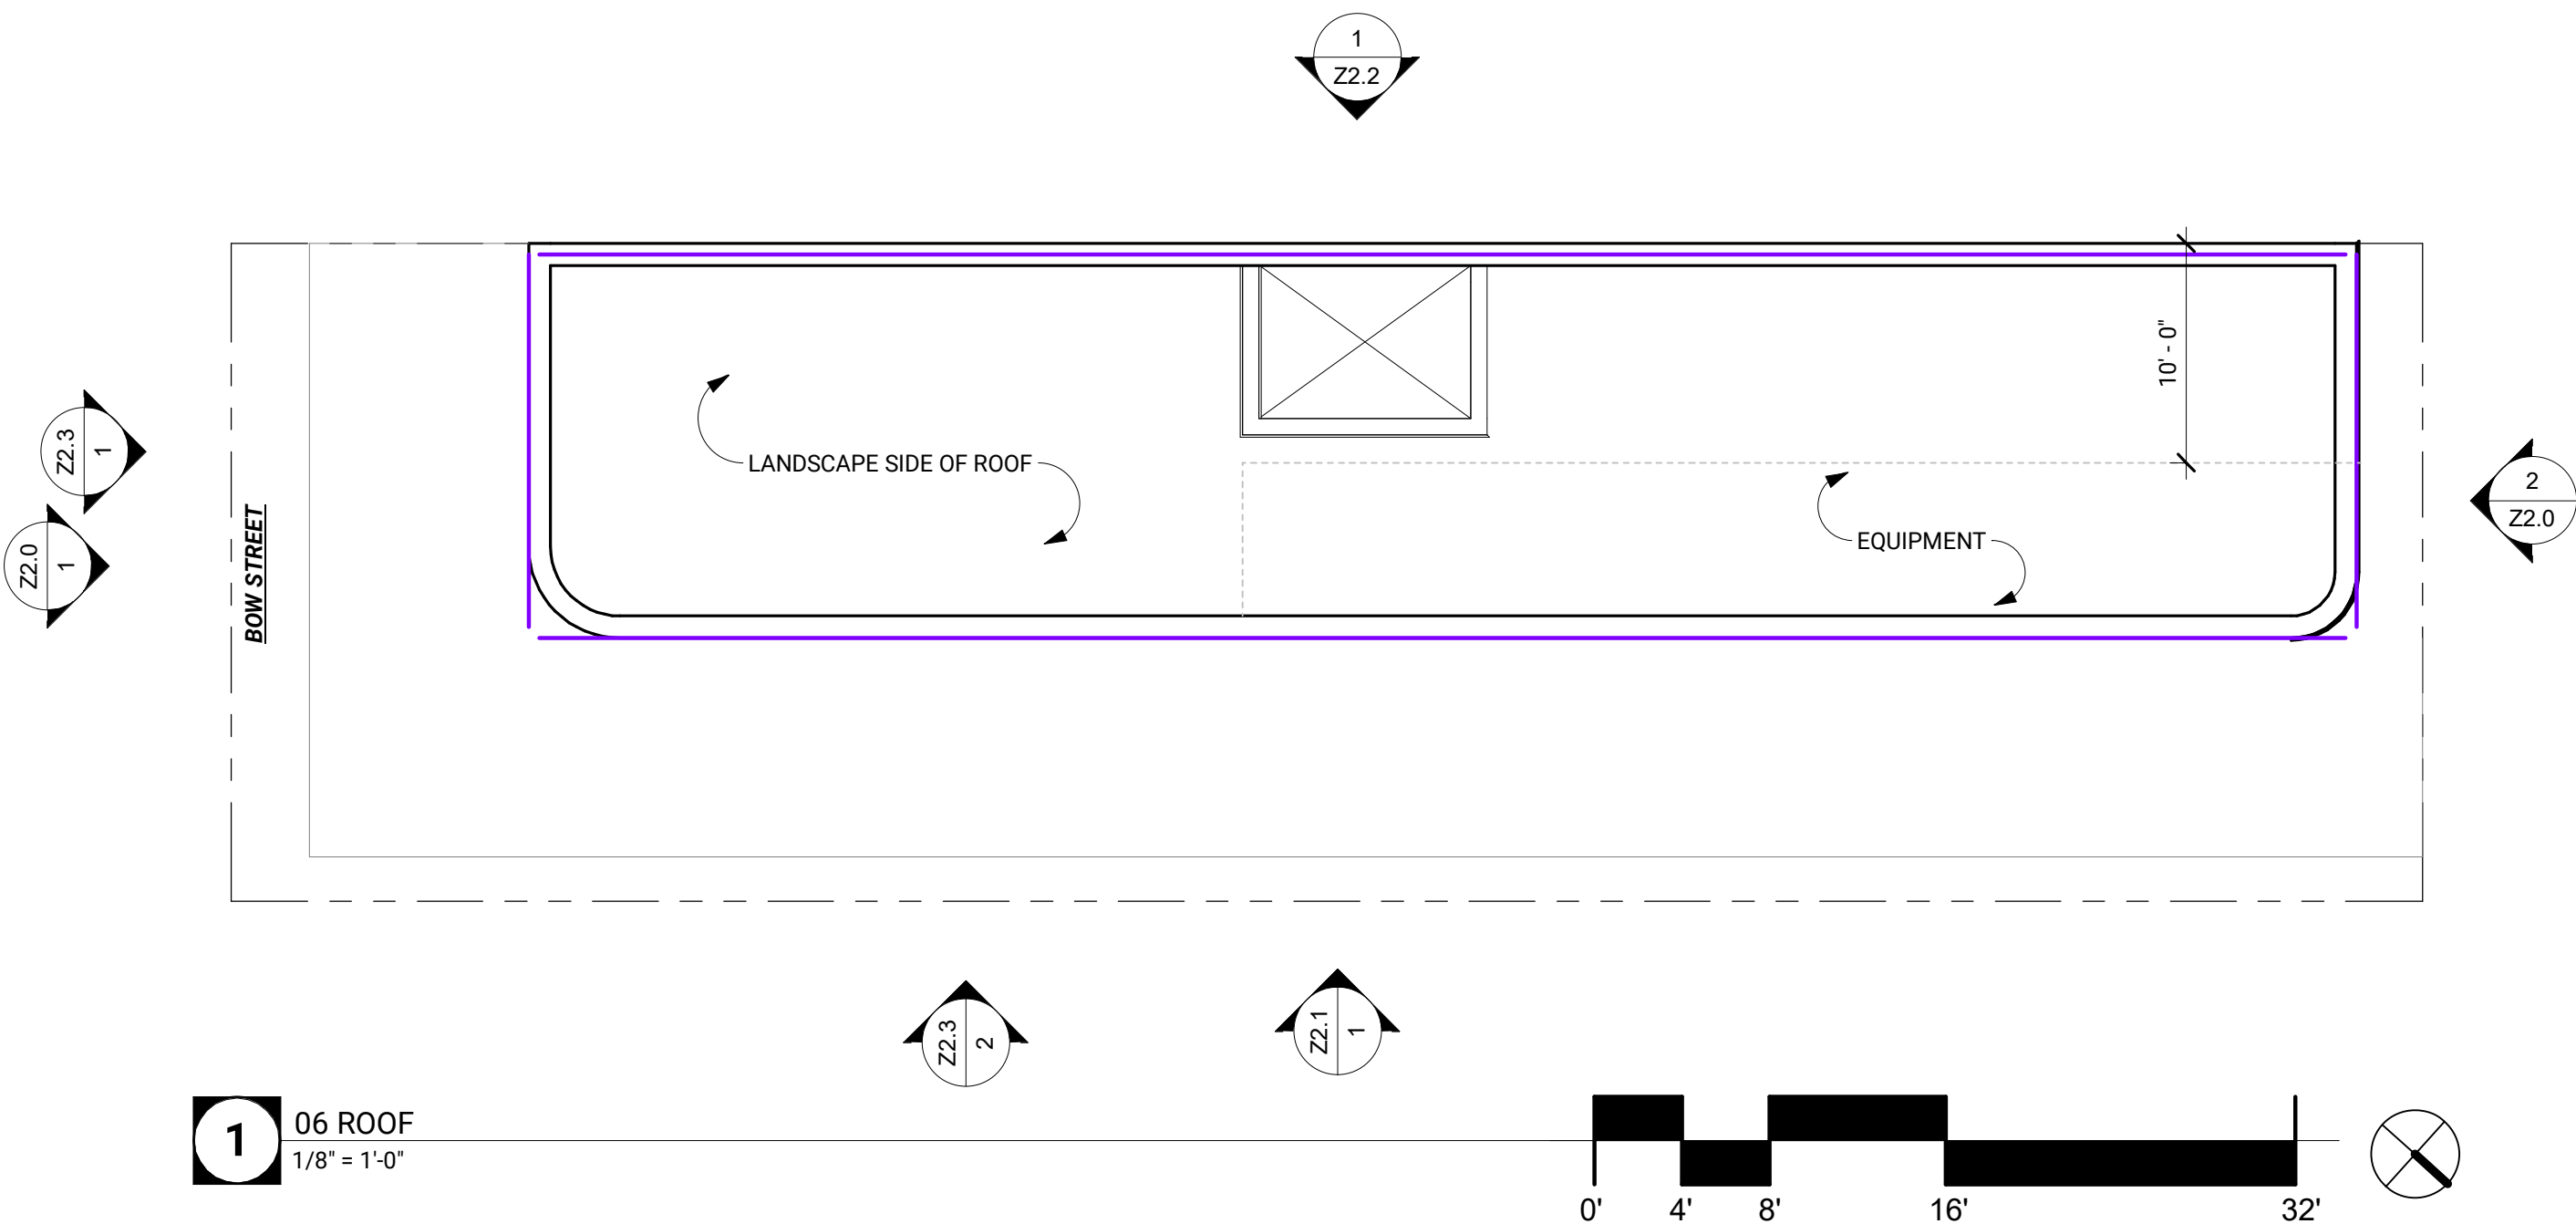 1
Z2.2
10' - 0"
Z2.3
1
LANDSCAPE SIDE OF ROOF
2
Z2.0
BOW STREET
EQUIPMENT
Z2.0
1
Z2.3
2
Z2.1
1
1
06 ROOF
1/8" = 1'-0"
0' 4' 8' 16' 32'